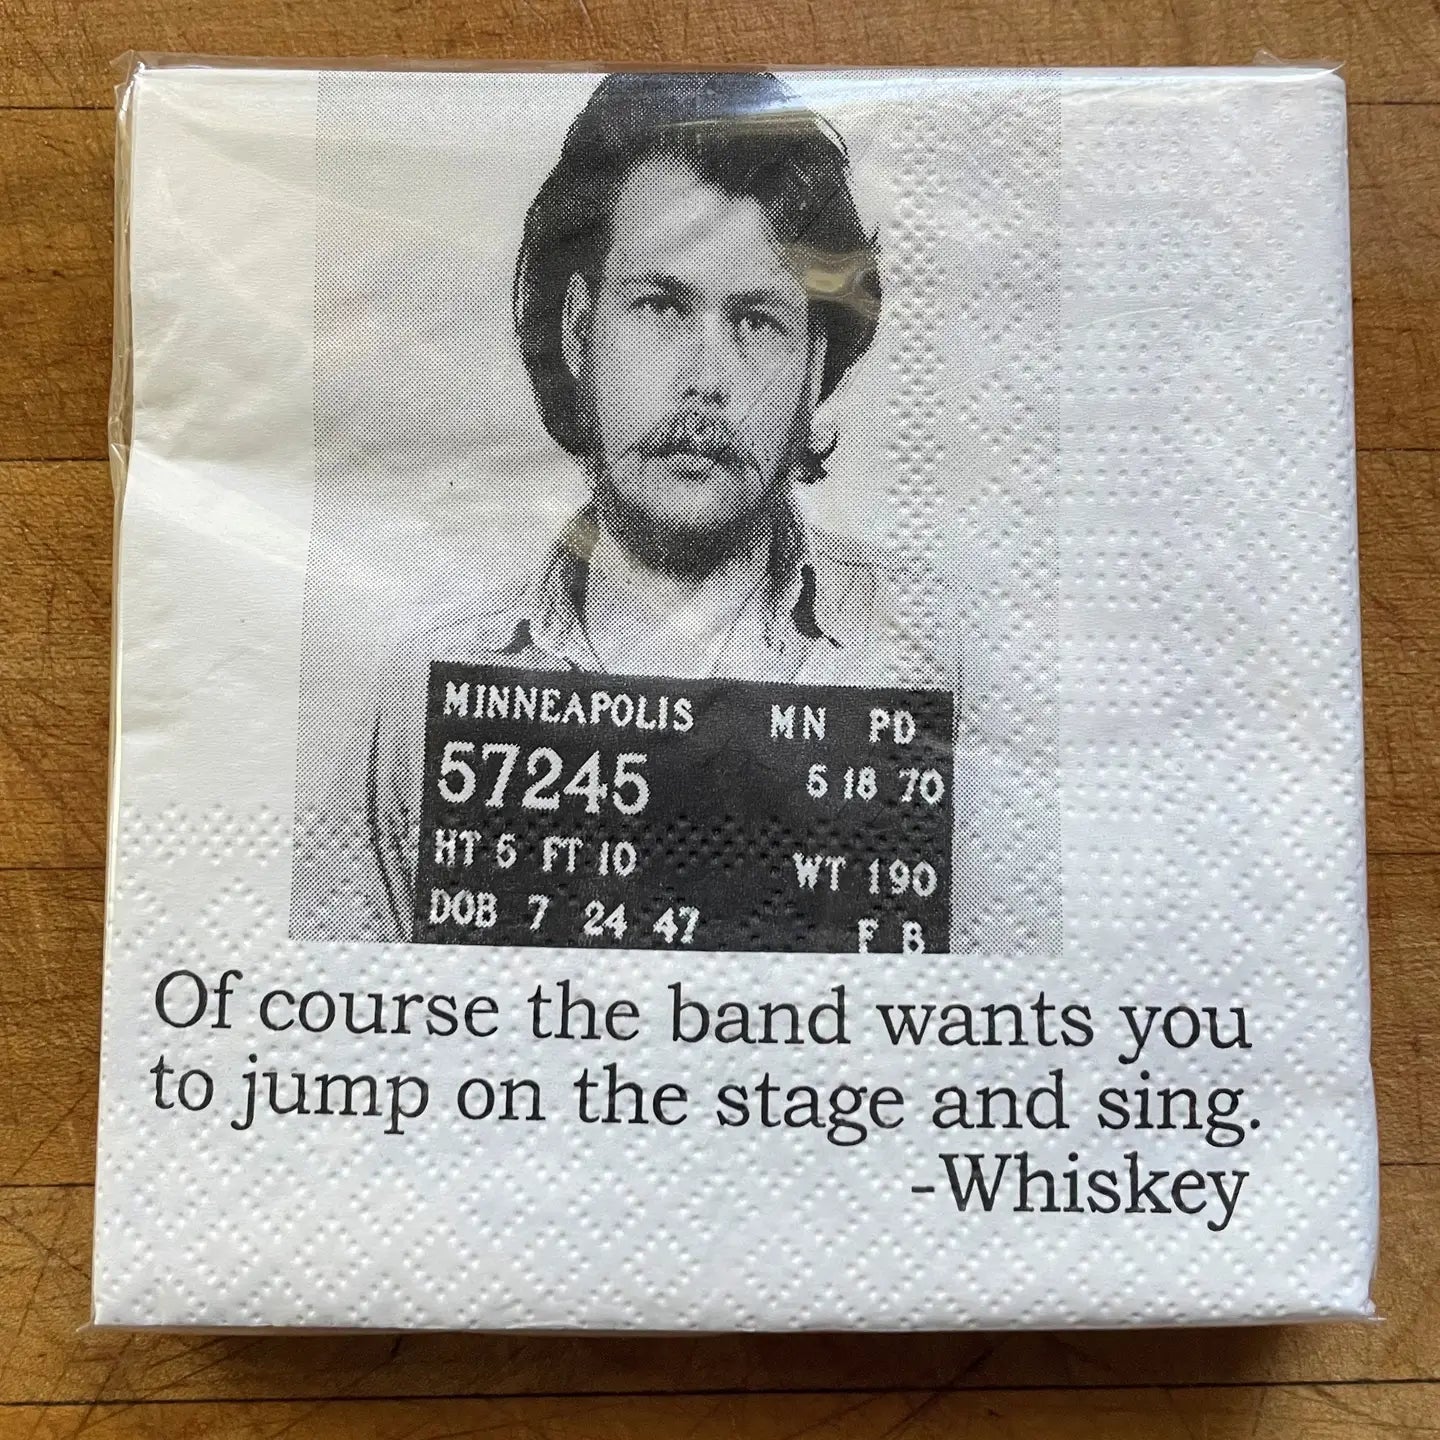 MINNEAPOLIS MN PD
57245 5 18 70
HT 5 FT 10 WT 190
DOB 7 24 47 F B
Of course the band wants you
to jump on the stage and sing.
-Whiskey